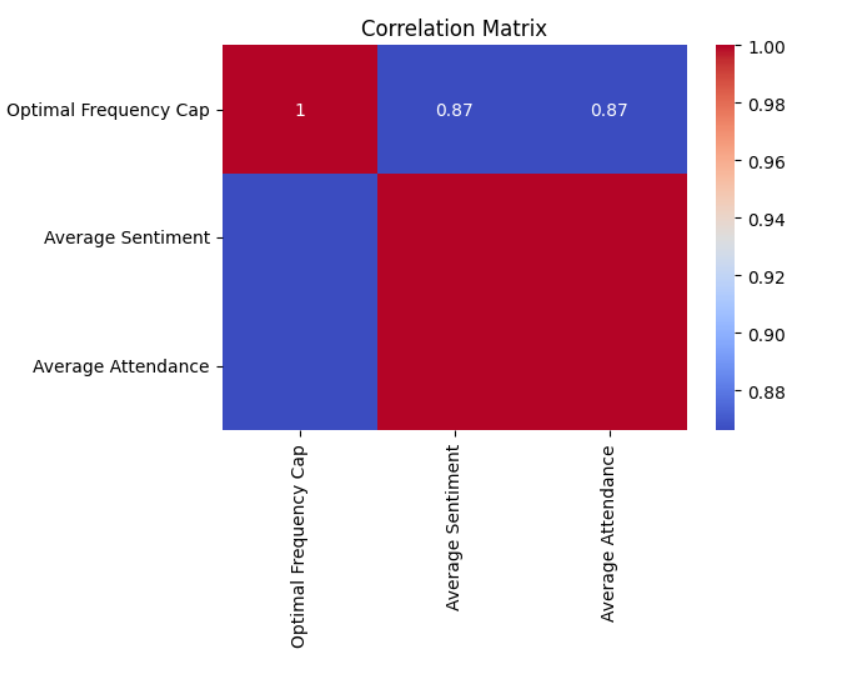 Correlation Matrix
Optimal Frequency Cap
1
0.87
0.87
Average Sentiment
Average Attendance
1.00
0.98
0.96
0.94
0.92
0.90
0.88
Optimal Frequency Cap
Average Sentiment
Average Attendance